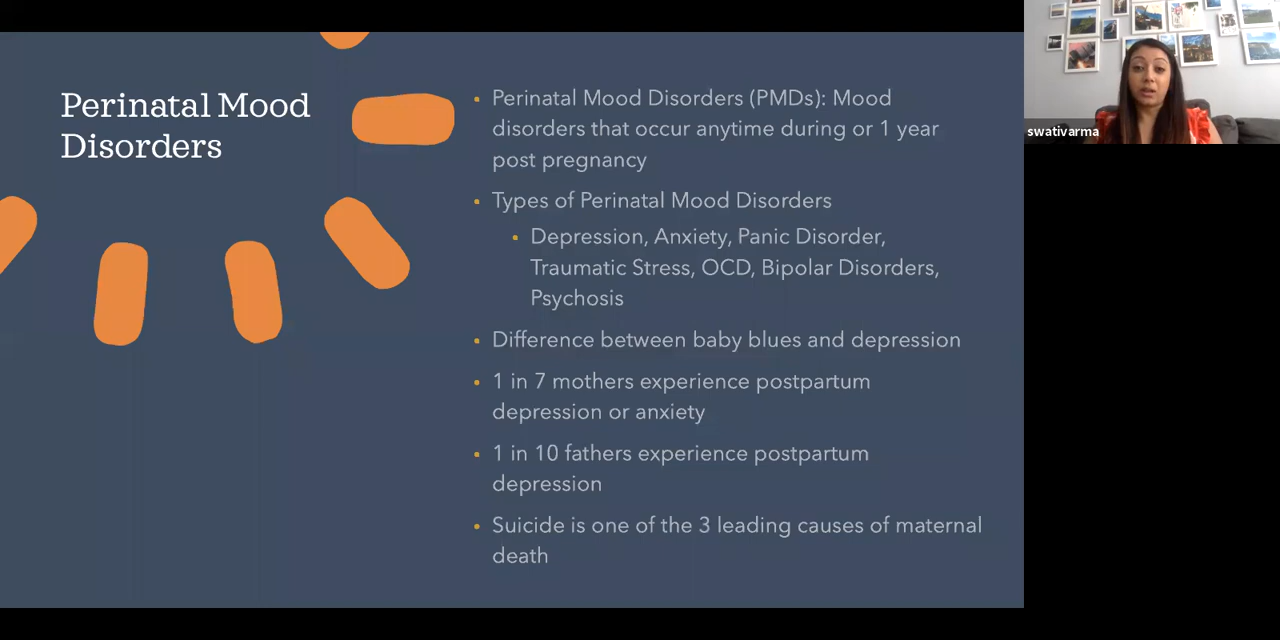 Perinatal Mood
Disorders
Perinatal Mood Disorders (PMDs): Mood
disorders that occur anytime during or 1 year
post pregnancy
Types of Perinatal Mood Disorders
Depression, Anxiety, Panic Disorder,
Traumatic Stress, OCD, Bipolar Disorders,
Psychosis
Difference between baby blues and depression
1 in 7 mothers experience postpartum
depression or anxiety
1 in 10 fathers experience postpartum
depression
Suicide is one of the 3 leading causes of maternal
death
swativarma